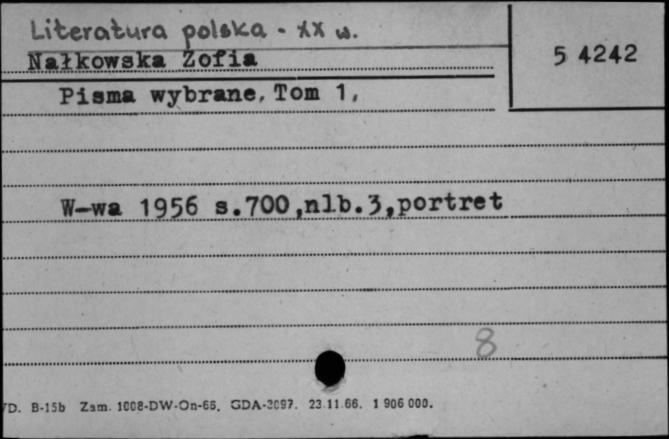 Literatura polska - XX w.
Nałkowska Zofia
5 4242
Pisma wybrane, Tom 1,
W-wa 1956 s.700,nlb.3,portret
8
D. B-15b Zam. 1008-DW-On-66. GDA-3097. 23.11.66. 1 906 000.